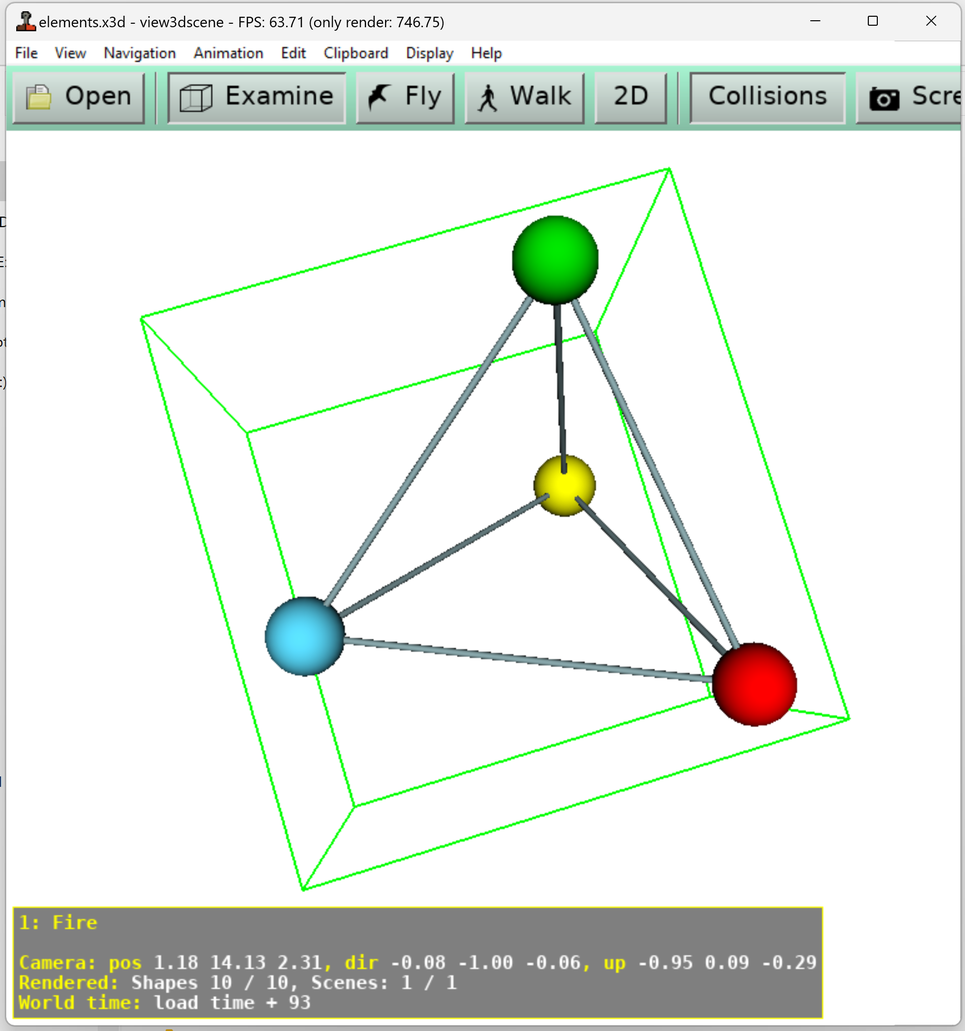 elements.x3d - view3dscene - FPS: 63.71 (only render: 746.75)
File View Navigation Animation Edit Clipboard Display Help
Open Examine Fly Walk 2D Collisions Scre
1: Fire
Camera: pos 1.18 14.13 2.31, dir -0.08 -1.00 -0.06, up -0.95 0.09 -0.29
Rendered: Shapes 10 / 10, Scenes: 1 / 1
World time: load time + 93